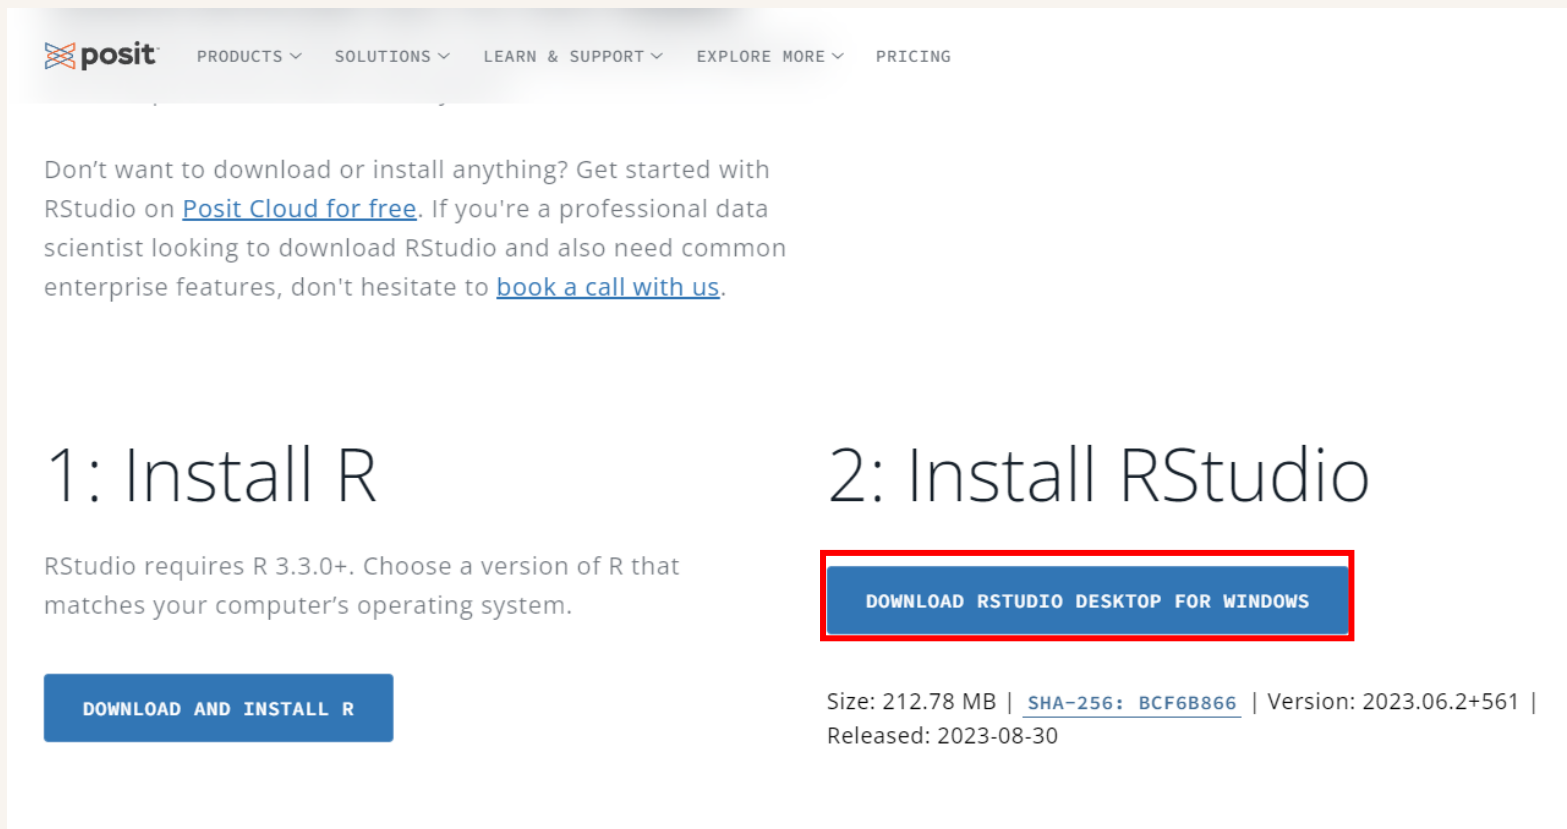 posit PRODUCTS SOLUTIONS LEARN & SUPPORT EXPLORE MORE PRICING
Don’t want to download or install anything? Get started with
RStudio on Posit Cloud for free. If you're a professional data
scientist looking to download RStudio and also need common
enterprise features, don't hesitate to book a call with us.
1: Install R
RStudio requires R 3.3.0+. Choose a version of R that
matches your computer’s operating system.
DOWNLOAD AND INSTALL R
2: Install RStudio
DOWNLOAD RSTUDIO DESKTOP FOR WINDOWS
Size: 212.78 MB | SHA-256: BCF6B866 | Version: 2023.06.2+561 |
Released: 2023-08-30